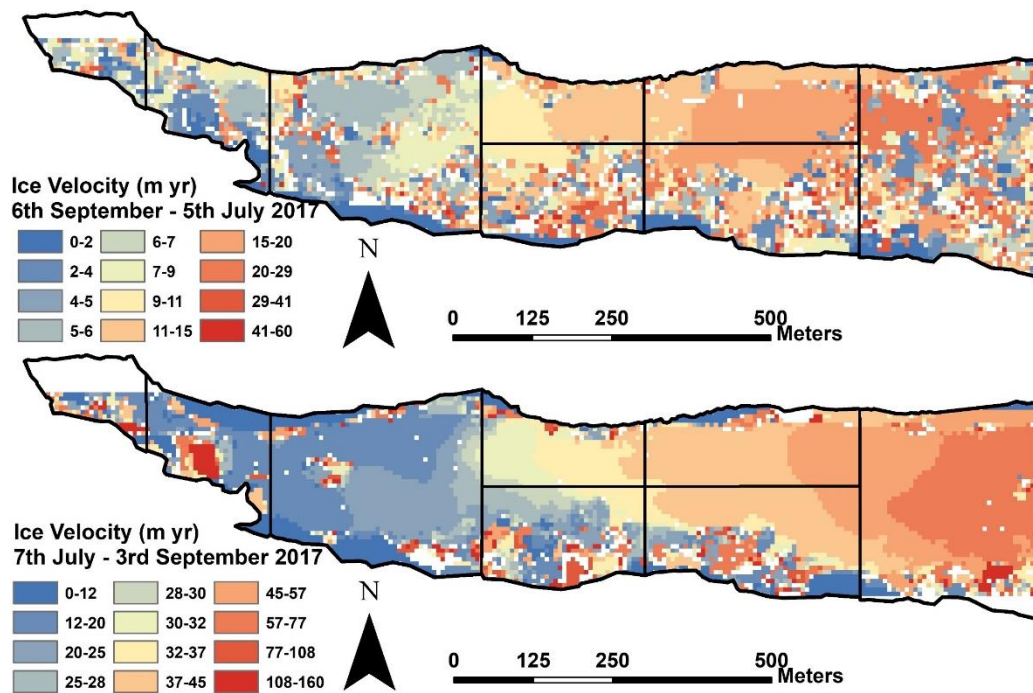 Ice Velocity (m yr)
6th September - 5th July 2017
0-2 6-7 15-20
2-4 7-9 20-29
4-5 9-11 29-41
5-6 11-15 41-60
N
0 125 250 500
Meters
Ice Velocity (m yr)
7th July - 3rd September 2017
0-12 28-30 45-57
12-20 30-32 57-77
20-25 32-37 77-108
25-28 37-45 108-160
N
0 125 250 500
Meters